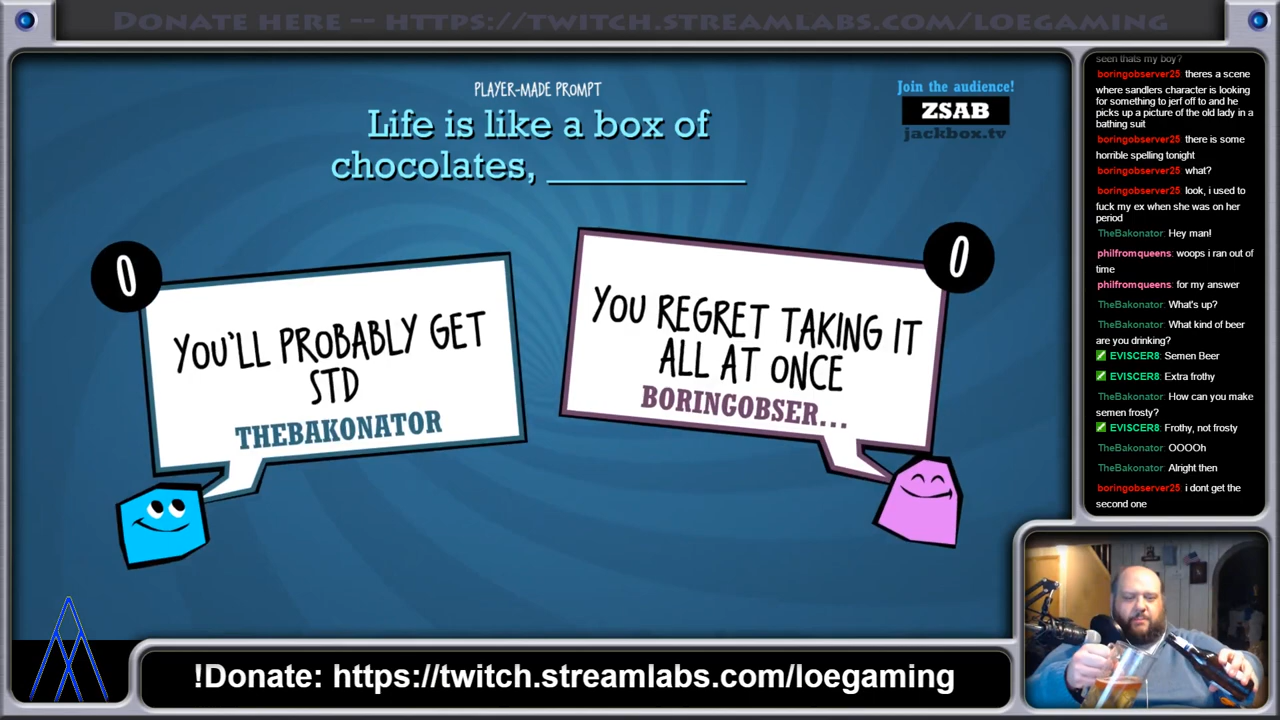 Donate here -- https://twitch.streamlabs.com/loegaming
PLAYER-MADE PROMPT
Life is like a box of
chocolates, __________
Join the audience!
ZSAB
jackbox.tv
0
YOU'LL PROBABLY GET
STD
THEBAKONATOR
0
YOU REGRET TAKING IT
ALL AT ONCE
BORINGOBSER...
seen thats my boy?
boringobserver25: theres a scene
where sandlers character is looking
for something to jerf off to and he
picks up a picture of the old lady in a
bathing suit
boringobserver25: there is some
horrible spelling tonight
boringobserver25: what?
boringobserver25: look, i used to
fuck my ex when she was on her
period
TheBakonator: Hey man!
philfromqueens: woops i ran out of
time
philfromqueens: for my answer
TheBakonator: What's up?
TheBakonator: What kind of beer
are you drinking?
EVISCER8: Semen Beer
EVISCER8: Extra frothy
TheBakonator: How can you make
semen frosty?
EVISCER8: Frothy, not frosty
TheBakonator: OOOOh
TheBakonator: Alright then
boringobserver25: i dont get the
second one
!Donate: https://twitch.streamlabs.com/loegaming